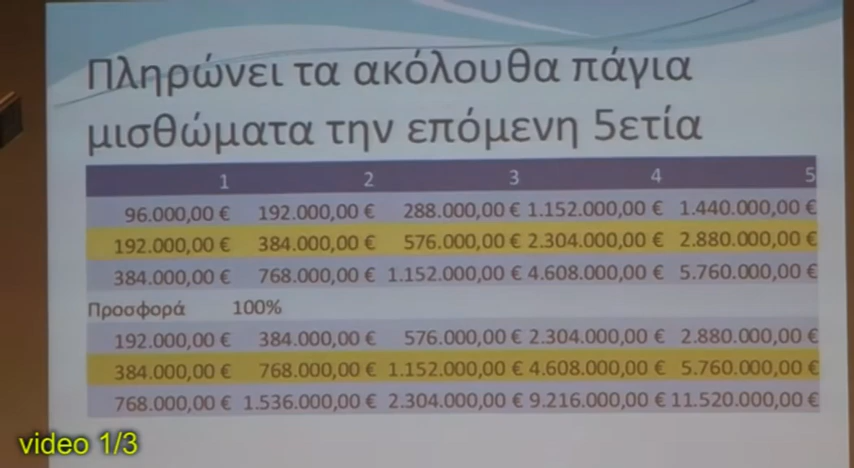 Πληρώνει τα ακόλουθα πάγια
μισθώματα την επόμενη 5ετία
1 2 3 4 5
96.000,00 € 192.000,00 € 288.000,00 € 1.152.000,00 € 1.440.000,00 €
192.000,00 € 384.000,00 € 576.000,00 € 2.304.000,00 € 2.880.000,00 €
384.000,00 € 768.000,00 € 1.152.000,00 € 4.608.000,00 € 5.760.000,00 €
Προσφορά 100%
192.000,00 € 384.000,00 € 576.000,00 € 2.304.000,00 € 2.880.000,00 €
384.000,00 € 768.000,00 € 1.152.000,00 € 4.608.000,00 € 5.760.000,00 €
768.000,00 € 1.536.000,00 € 2.304.000,00 € 9.216.000,00 € 11.520.000,00 €
video 1/3